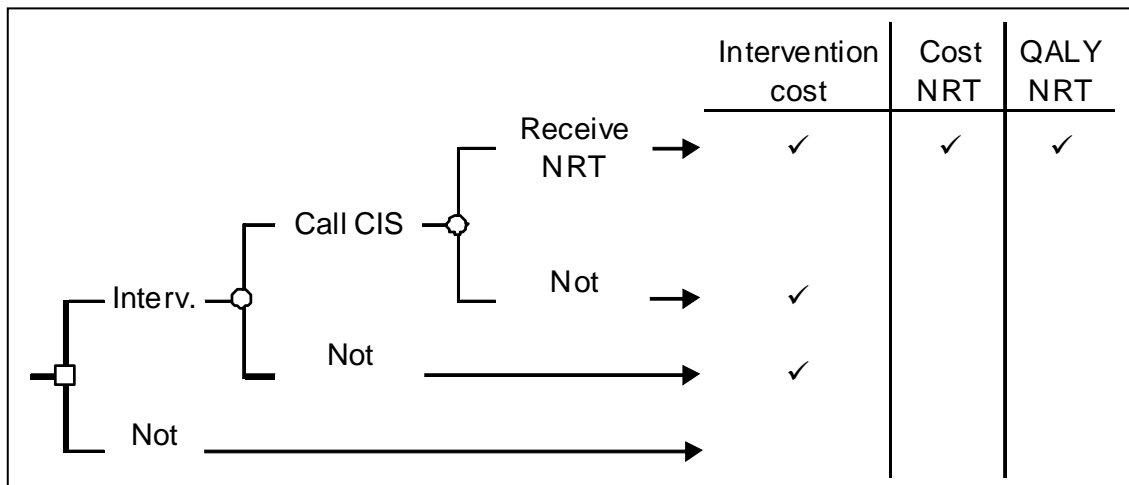 Intervention cost
Cost NRT
QALY NRT
Receive NRT
✓ ✓ ✓
Call CIS
Not
✓
Interv.
Not
✓
Not